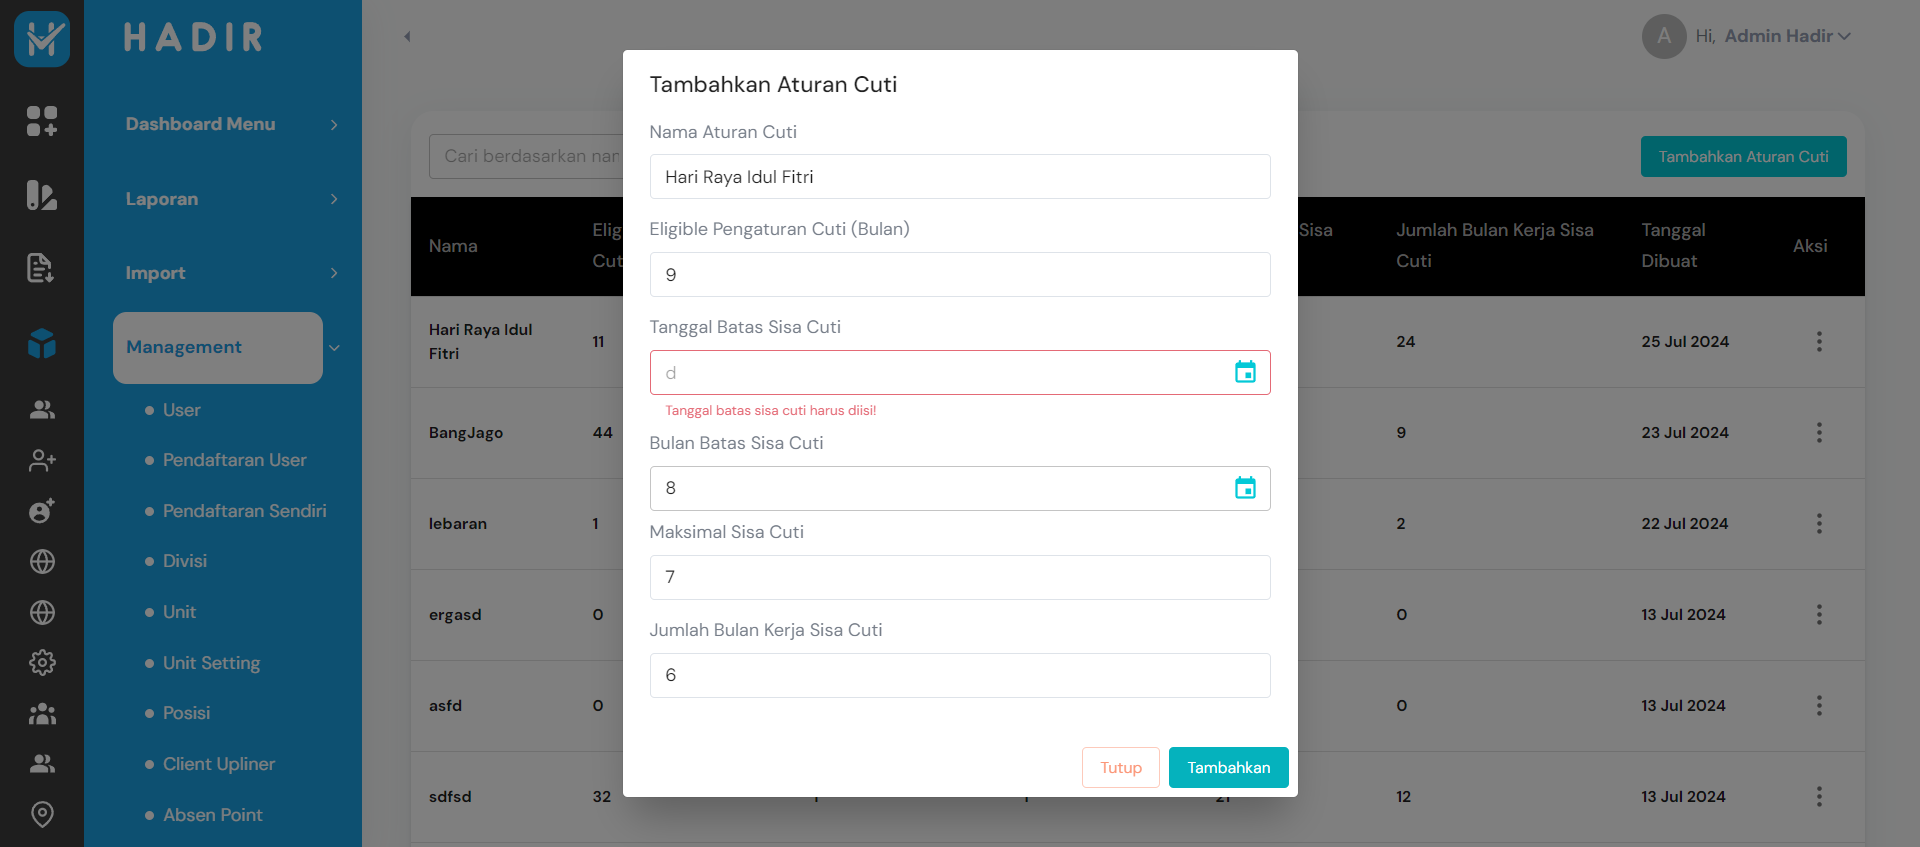 HADIR
Hi, Admin Hadir
A
Dashboard Menu
Laporan
Import
Management
User
Pendaftaran User
Pendaftaran Sendiri
Divisi
Unit
Unit Setting
Posisi
Client Upliner
Absen Point
Cari berdasarkan nar
Tambahkan Aturan Cuti
Nama
Elig
Cut
Sisa
Jumlah Bulan Kerja Sisa
Cuti
Tanggal
Dibuat
Aksi
Hari Raya Idul
Fitri
11
24
25 Jul 2024
BangJago
44
9
23 Jul 2024
lebaran
1
2
22 Jul 2024
ergasd
0
0
13 Jul 2024
asfd
0
0
13 Jul 2024
sdfsd
32
21
12
13 Jul 2024
Tambahkan Aturan Cuti
Nama Aturan Cuti
Hari Raya Idul Fitri
Eligible Pengaturan Cuti (Bulan)
9
Tanggal Batas Sisa Cuti
d
Tanggal batas sisa cuti harus diisi!
Bulan Batas Sisa Cuti
8
Maksimal Sisa Cuti
7
Jumlah Bulan Kerja Sisa Cuti
6
Tutup
Tambahkan